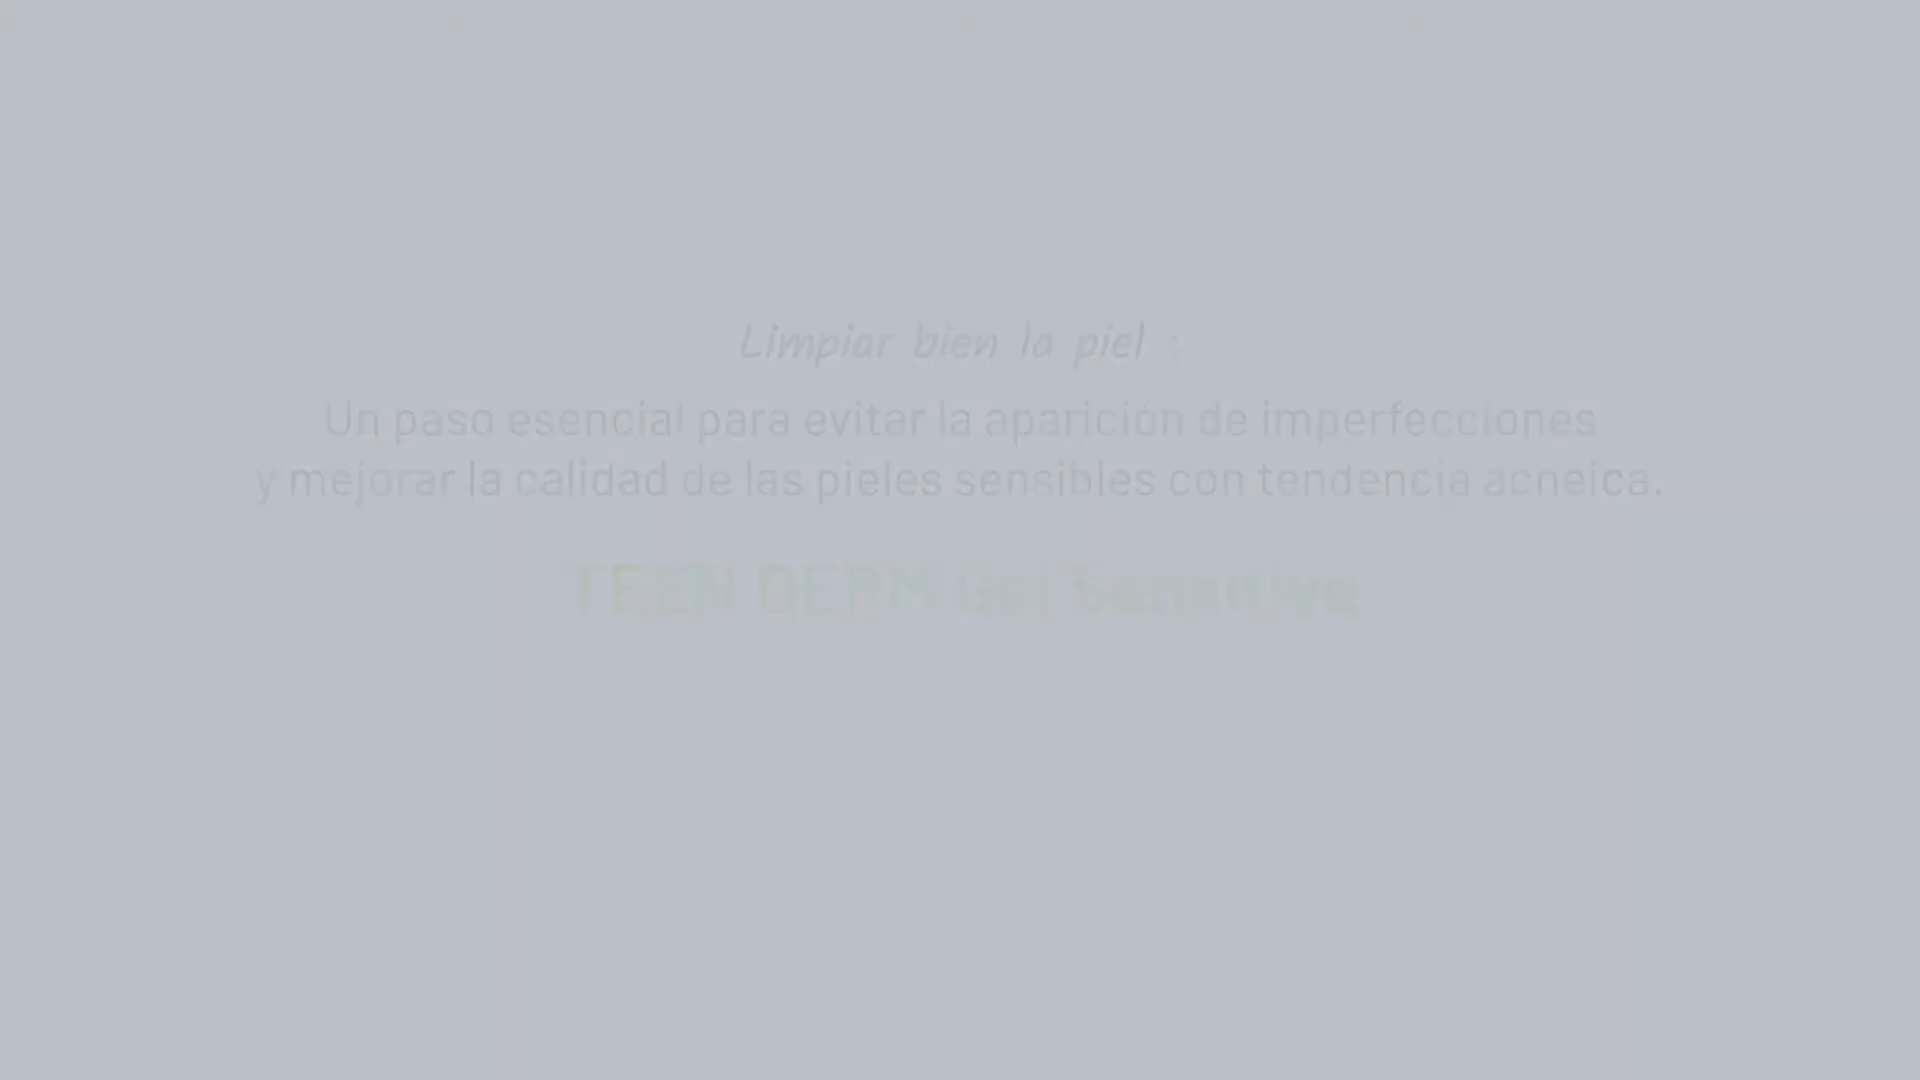 Limpiar bien la piel :
Un paso esencial para evitar la aparición de imperfecciones
y mejorar la calidad de las pieles sensibles con tendencia acneica.
TEEN DERM Gel Sensitive